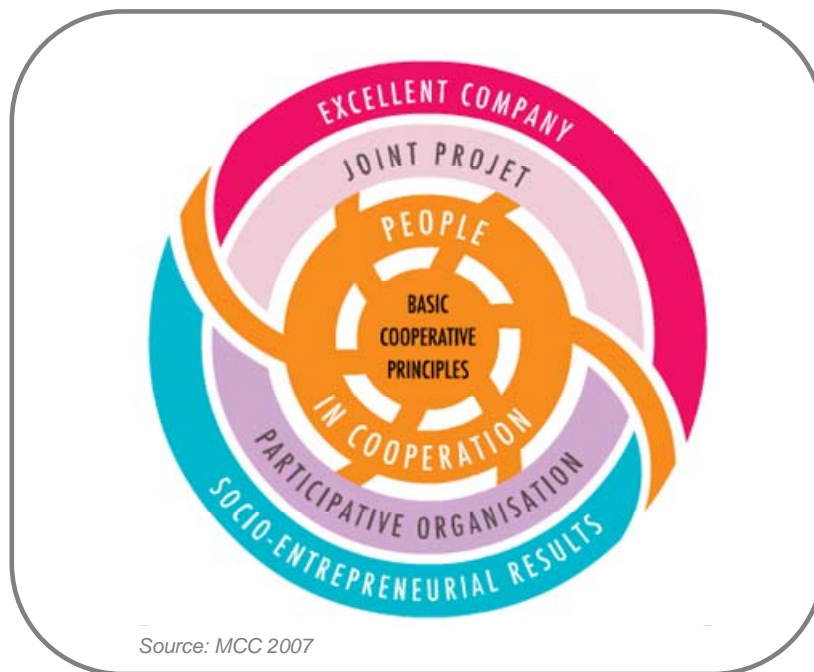 EXCELLENT COMPANY
JOINT PROJET
PEOPLE
BASIC
COOPERATIVE
PRINCIPLES
IN COOPERATION
PARTICIPATIVE ORGANISATION
SOCIO-ENTREPRENEURIAL RESULTS
Source: MCC 2007